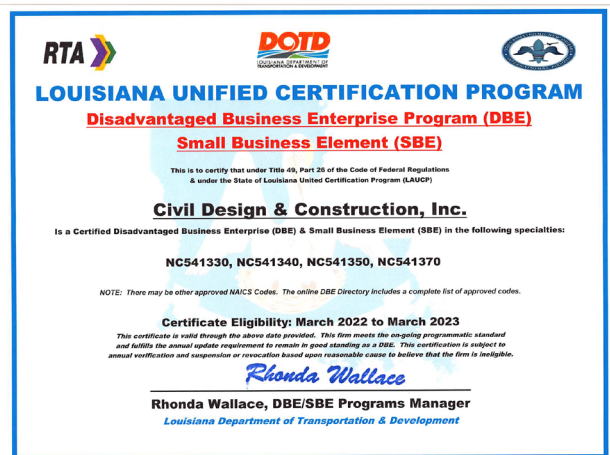 RTA
DOTD
LOUISIANA DEPARTMENT OF
TRANSPORTATION & DEVELOPMENT
LOUISIANA UNIFIED CERTIFICATION PROGRAM
Disadvantaged Business Enterprise Program (DBE)
Small Business Element (SBE)
This is to certify that under Title 49, Part 26 of the Code of Federal Regulations
& under the State of Louisiana United Certification Program (LAUCP)
Civil Design & Construction, Inc.
Is a Certified Disadvantaged Business Enterprise (DBE) & Small Business Element (SBE) in the following specialties:
NC541330, NC541340, NC541350, NC541370
NOTE: There may be other approved NAICS Codes. The online DBE Directory includes a complete list of approved codes.
Certificate Eligibility: March 2022 to March 2023
This certificate is valid through the above date provided. This firm meets the on-going programmatic standard
and fulfills the annual update requirement to remain in good standing as a DBE. This certification is subject to
annual verification and suspension or revocation based upon reasonable cause to believe that the firm is ineligible.
Rhonda Wallace
Rhonda Wallace, DBE/SBE Programs Manager
Louisiana Department of Transportation & Development